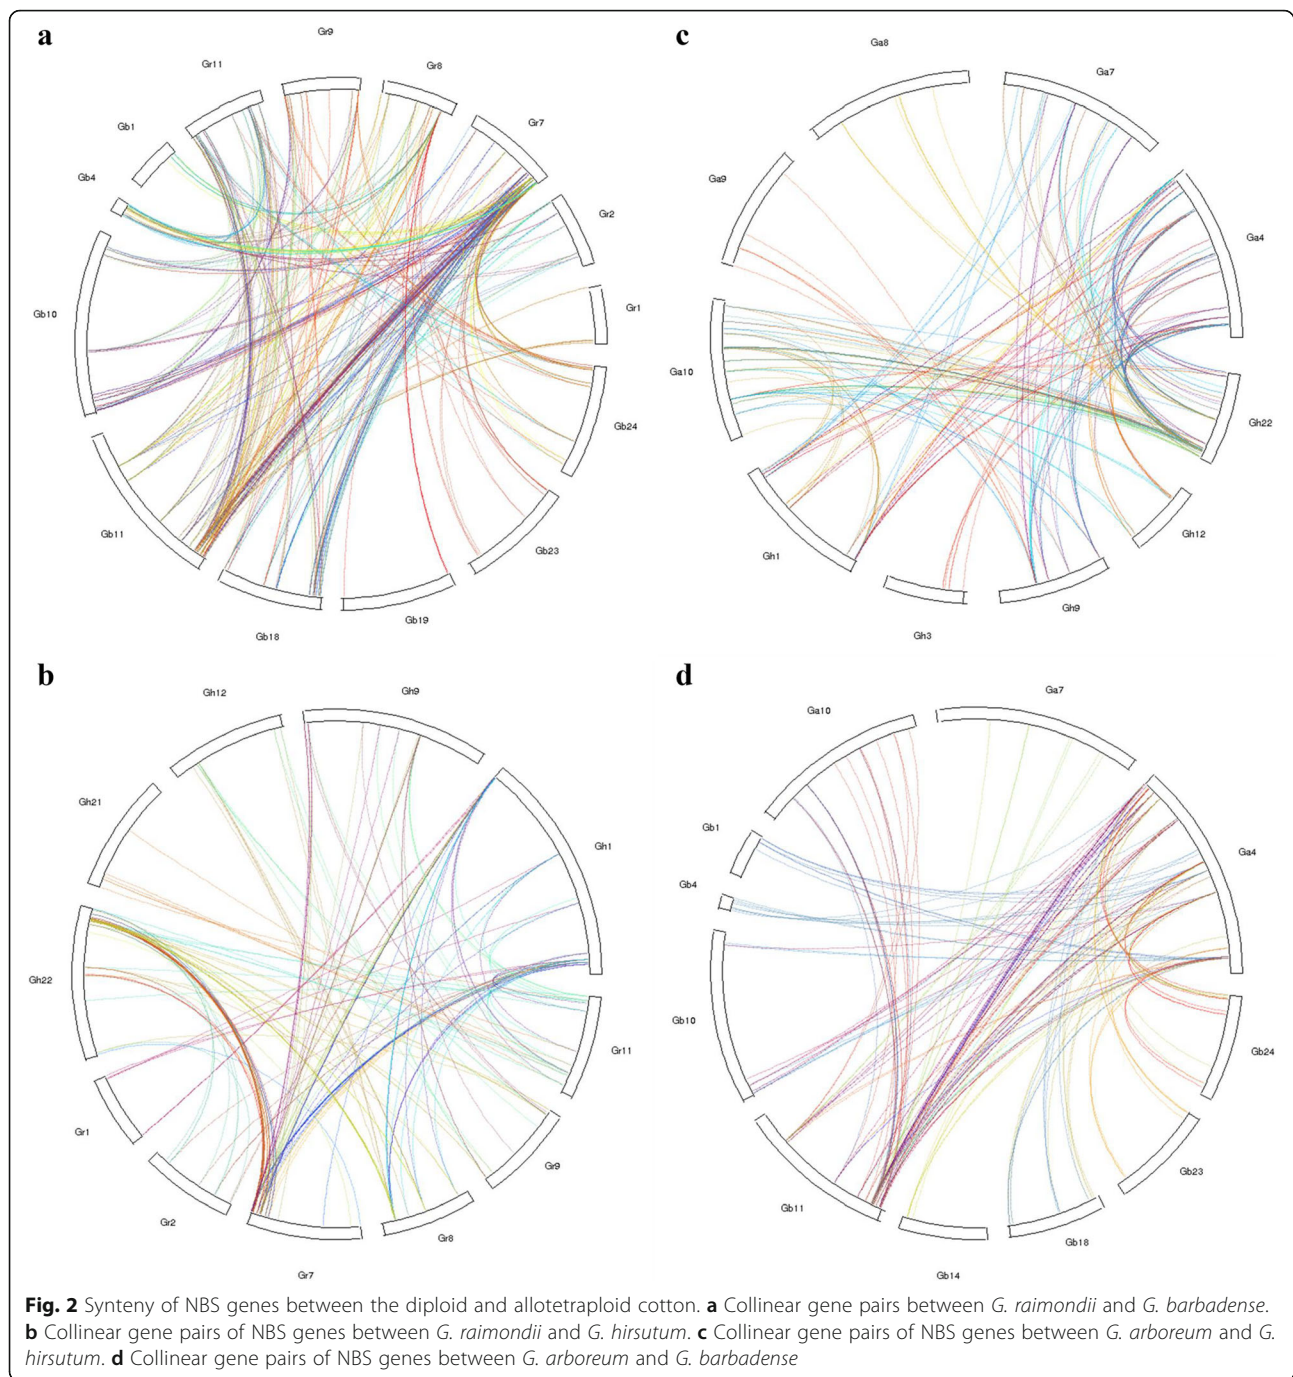 a
Gr9
Gr11
Gr8
Gb1
Gr7
Gb4
Gr2
Gb10
Gr1
Gb24
Gb11
Gb23
Gb19
Gb18
c
Ga8
Ga7
Ga9
Ga4
Ga10
Gh22
Gh12
Gh1
Gh9
Gh3
b
Gh12
Gh9
Gh21
Gh1
Gh22
Gr11
Gr1
Gr9
Gr2
Gr8
Gr7
d
Ga10
Ga7
Gb1
Ga4
Gb4
Gb10
Gb24
Gb23
Gb11
Gb18
Gb14
Fig. 2 Synteny of NBS genes between the diploid and allotetraploid cotton. a Collinear gene pairs between G. raimondii and G. barbadense.
b Collinear gene pairs of NBS genes between G. raimondii and G. hirsutum. c Collinear gene pairs of NBS genes between G. arboreum and G.
hirsutum. d Collinear gene pairs of NBS genes between G. arboreum and G. barbadense